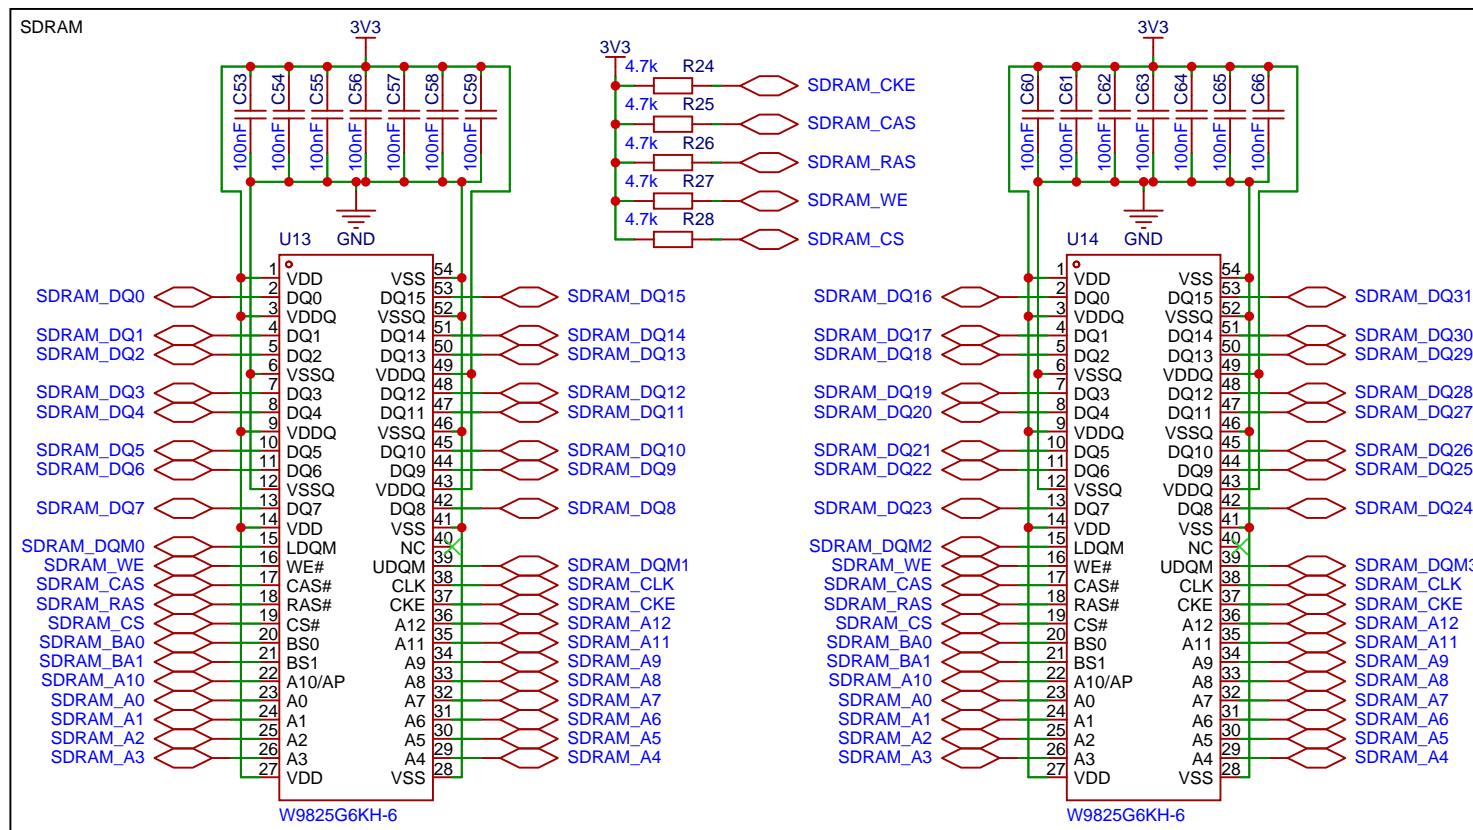 SDRAM
3V3
C53 C54 C55 C56 C57 C58 C59
100nF 100nF 100nF 100nF 100nF 100nF 100nF
GND
3V3
4.7k R24 SDRAM_CKE
4.7k R25 SDRAM_CAS
4.7k R26 SDRAM_RAS
4.7k R27 SDRAM_WE
4.7k R28 SDRAM_CS
3V3
C60 C61 C62 C63 C64 C65 C66
100nF 100nF 100nF 100nF 100nF 100nF 100nF
GND
U13
1 VDD VSS 54
SDRAM_DQ0 2 DQ0 DQ15 53 SDRAM_DQ15
3 VDDQ VSSQ 52
SDRAM_DQ1 4 DQ1 DQ14 51 SDRAM_DQ14
SDRAM_DQ2 5 DQ2 DQ13 50 SDRAM_DQ13
6 VSSQ VDDQ 49
SDRAM_DQ3 7 DQ3 DQ12 48 SDRAM_DQ12
SDRAM_DQ4 8 DQ4 DQ11 47 SDRAM_DQ11
9 VDDQ VSSQ 46
SDRAM_DQ5 10 DQ5 DQ10 45 SDRAM_DQ10
SDRAM_DQ6 11 DQ6 DQ9 44 SDRAM_DQ9
12 VSSQ VDDQ 43
SDRAM_DQ7 13 DQ7 DQ8 42 SDRAM_DQ8
14 VDD VSS 41
SDRAM_DQM0 15 LDQM NC 40
SDRAM_WE 16 WE# UDQM 39 SDRAM_DQM1
SDRAM_CAS 17 CAS# CLK 38 SDRAM_CLK
SDRAM_RAS 18 RAS# CKE 37 SDRAM_CKE
SDRAM_CS 19 CS# A12 36 SDRAM_A12
SDRAM_BA0 20 BS0 A11 35 SDRAM_A11
SDRAM_BA1 21 BS1 A9 34 SDRAM_A9
SDRAM_A10 22 A10/AP A8 33 SDRAM_A8
SDRAM_A0 23 A0 A7 32 SDRAM_A7
SDRAM_A1 24 A1 A6 31 SDRAM_A6
SDRAM_A2 25 A2 A5 30 SDRAM_A5
SDRAM_A3 26 A3 A4 29 SDRAM_A4
27 VDD VSS 28
W9825G6KH-6
U14
1 VDD VSS 54
SDRAM_DQ16 2 DQ0 DQ15 53 SDRAM_DQ31
3 VDDQ VSSQ 52
SDRAM_DQ17 4 DQ1 DQ14 51 SDRAM_DQ30
SDRAM_DQ18 5 DQ2 DQ13 50 SDRAM_DQ29
6 VSSQ VDDQ 49
SDRAM_DQ19 7 DQ3 DQ12 48 SDRAM_DQ28
SDRAM_DQ20 8 DQ4 DQ11 47 SDRAM_DQ27
9 VDDQ VSSQ 46
SDRAM_DQ21 10 DQ5 DQ10 45 SDRAM_DQ26
SDRAM_DQ22 11 DQ6 DQ9 44 SDRAM_DQ25
12 VSSQ VDDQ 43
SDRAM_DQ23 13 DQ7 DQ8 42 SDRAM_DQ24
14 VDD VSS 41
SDRAM_DQM2 15 LDQM NC 40
SDRAM_WE 16 WE# UDQM 39 SDRAM_DQM3
SDRAM_CAS 17 CAS# CLK 38 SDRAM_CLK
SDRAM_RAS 18 RAS# CKE 37 SDRAM_CKE
SDRAM_CS 19 CS# A12 36 SDRAM_A12
SDRAM_BA0 20 BS0 A11 35 SDRAM_A11
SDRAM_BA1 21 BS1 A9 34 SDRAM_A9
SDRAM_A10 22 A10/AP A8 33 SDRAM_A8
SDRAM_A0 23 A0 A7 32 SDRAM_A7
SDRAM_A1 24 A1 A6 31 SDRAM_A6
SDRAM_A2 25 A2 A5 30 SDRAM_A5
SDRAM_A3 26 A3 A4 29 SDRAM_A4
27 VDD VSS 28
W9825G6KH-6